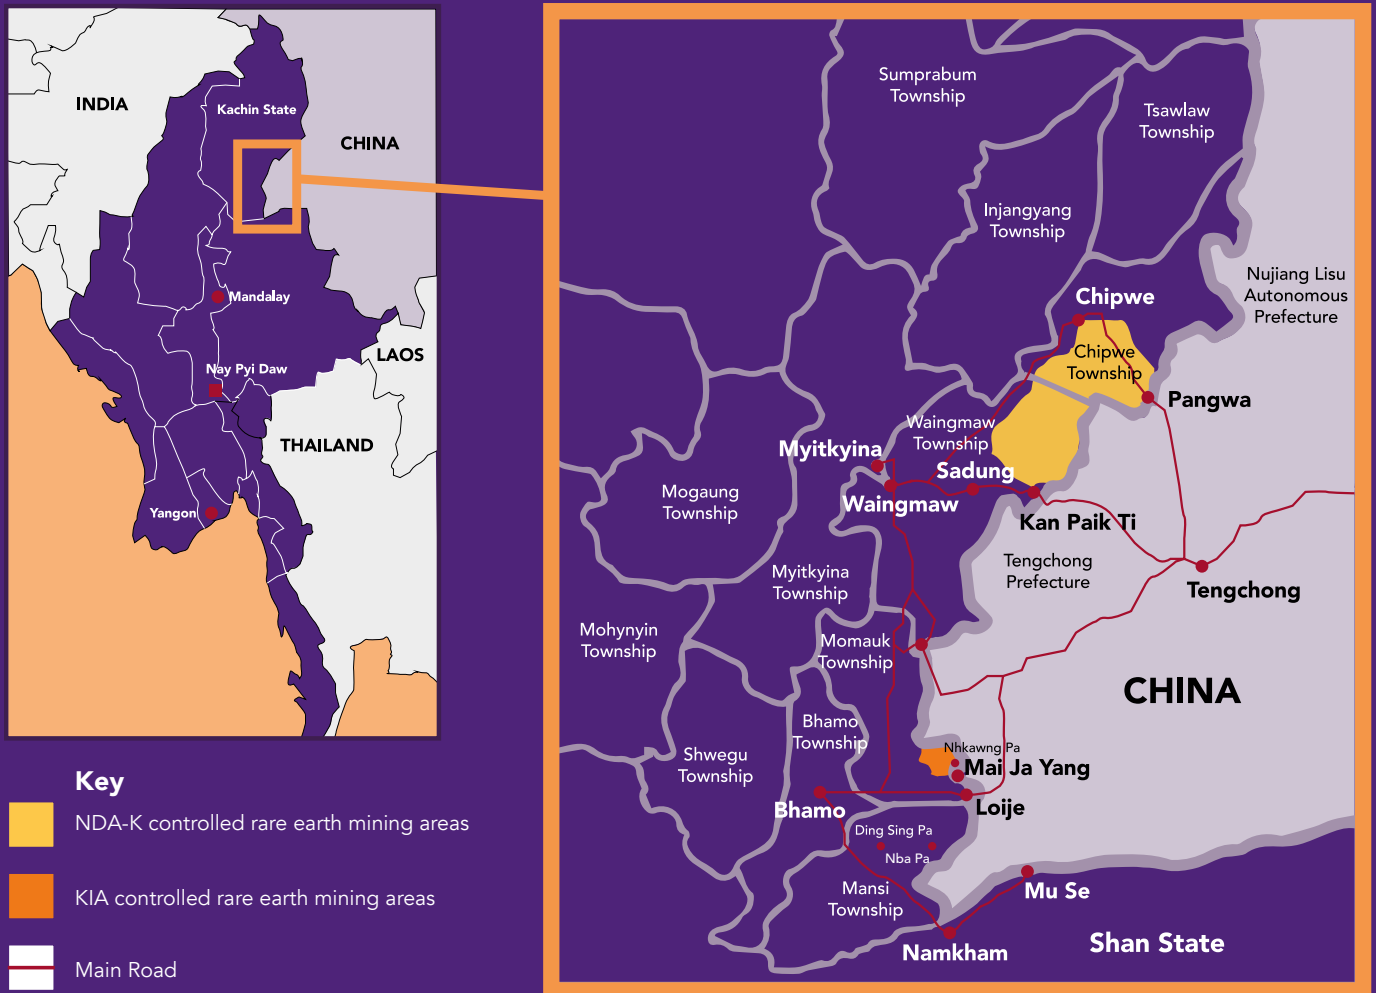 INDIA
Kachin State
CHINA
Mandalay
LAOS
Nay Pyi Daw
THAILAND
Yangon
Key
NDA-K controlled rare earth mining areas
KIA controlled rare earth mining areas
Main Road
Sumprabum
Township
Tsawlaw
Township
Injangyang
Township
Nujiang Lisu
Autonomous
Prefecture
Chipwe
Chipwe
Township
Pangwa
Waingmaw
Township
Myitkyina
Sadung
Waingmaw
Mogaung
Township
Kan Paik Ti
Tengchong
Prefecture
Myitkyina
Township
Tengchong
Mohynyin
Township
Momauk
Township
CHINA
Bhamo
Township
Nhkawng Pa
Mai Ja Yang
Shwegu
Township
Bhamo
Loije
Ding Sing Pa
Nba Pa
Mansi
Township
Mu Se
Namkham
Shan State